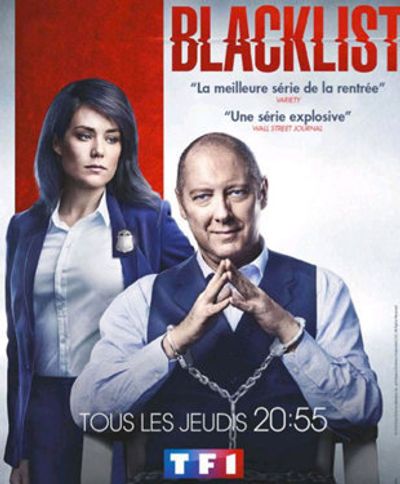 BLACKLIST
“La meilleure série de la rentrée”
VARIETY
“Une série explosive”
WALL STREET JOURNAL
TOUS LES JEUDIS 20:55
TF1